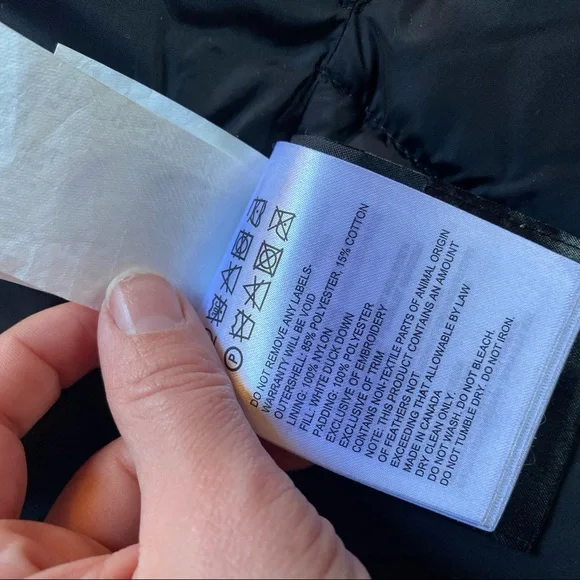 DO NOT REMOVE ANY LABELS-
WARRANTY WILL BE VOID
OUTERSHELL: 85% POLYESTER, 15% COTTON
LINING: 100% NYLON
FILL: WHITE DUCK DOWN
PADDING: 100% POLYESTER
EXCLUSIVE OF EMBROIDERY
EXCLUSIVE OF TRIM
CONTAINS NON-TEXTILE PARTS OF ANIMAL ORIGIN
NOTE: THIS PRODUCT CONTAINS AN AMOUNT
OF FEATHERS NOT
EXCEEDING THAT ALLOWABLE BY LAW
MADE IN CANADA
DRY CLEAN ONLY.
DO NOT WASH. DO NOT BLEACH.
DO NOT TUMBLE DRY. DO NOT IRON.
P